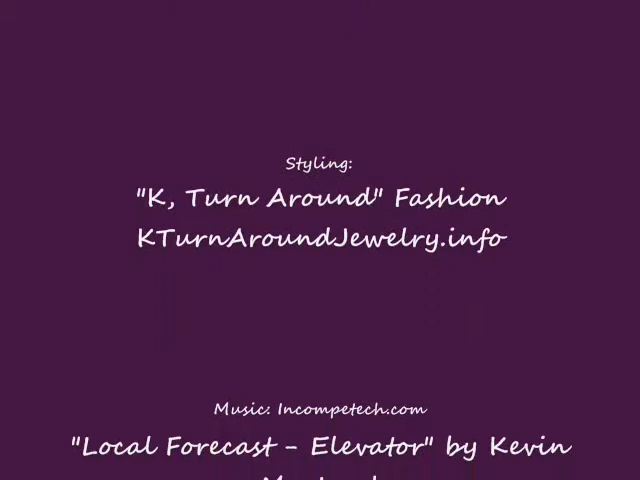 Styling:
"K, Turn Around" Fashion
KTurnAroundJewelry.info
Music: Incompetech.com
"Local Forecast - Elevator" by Kevin